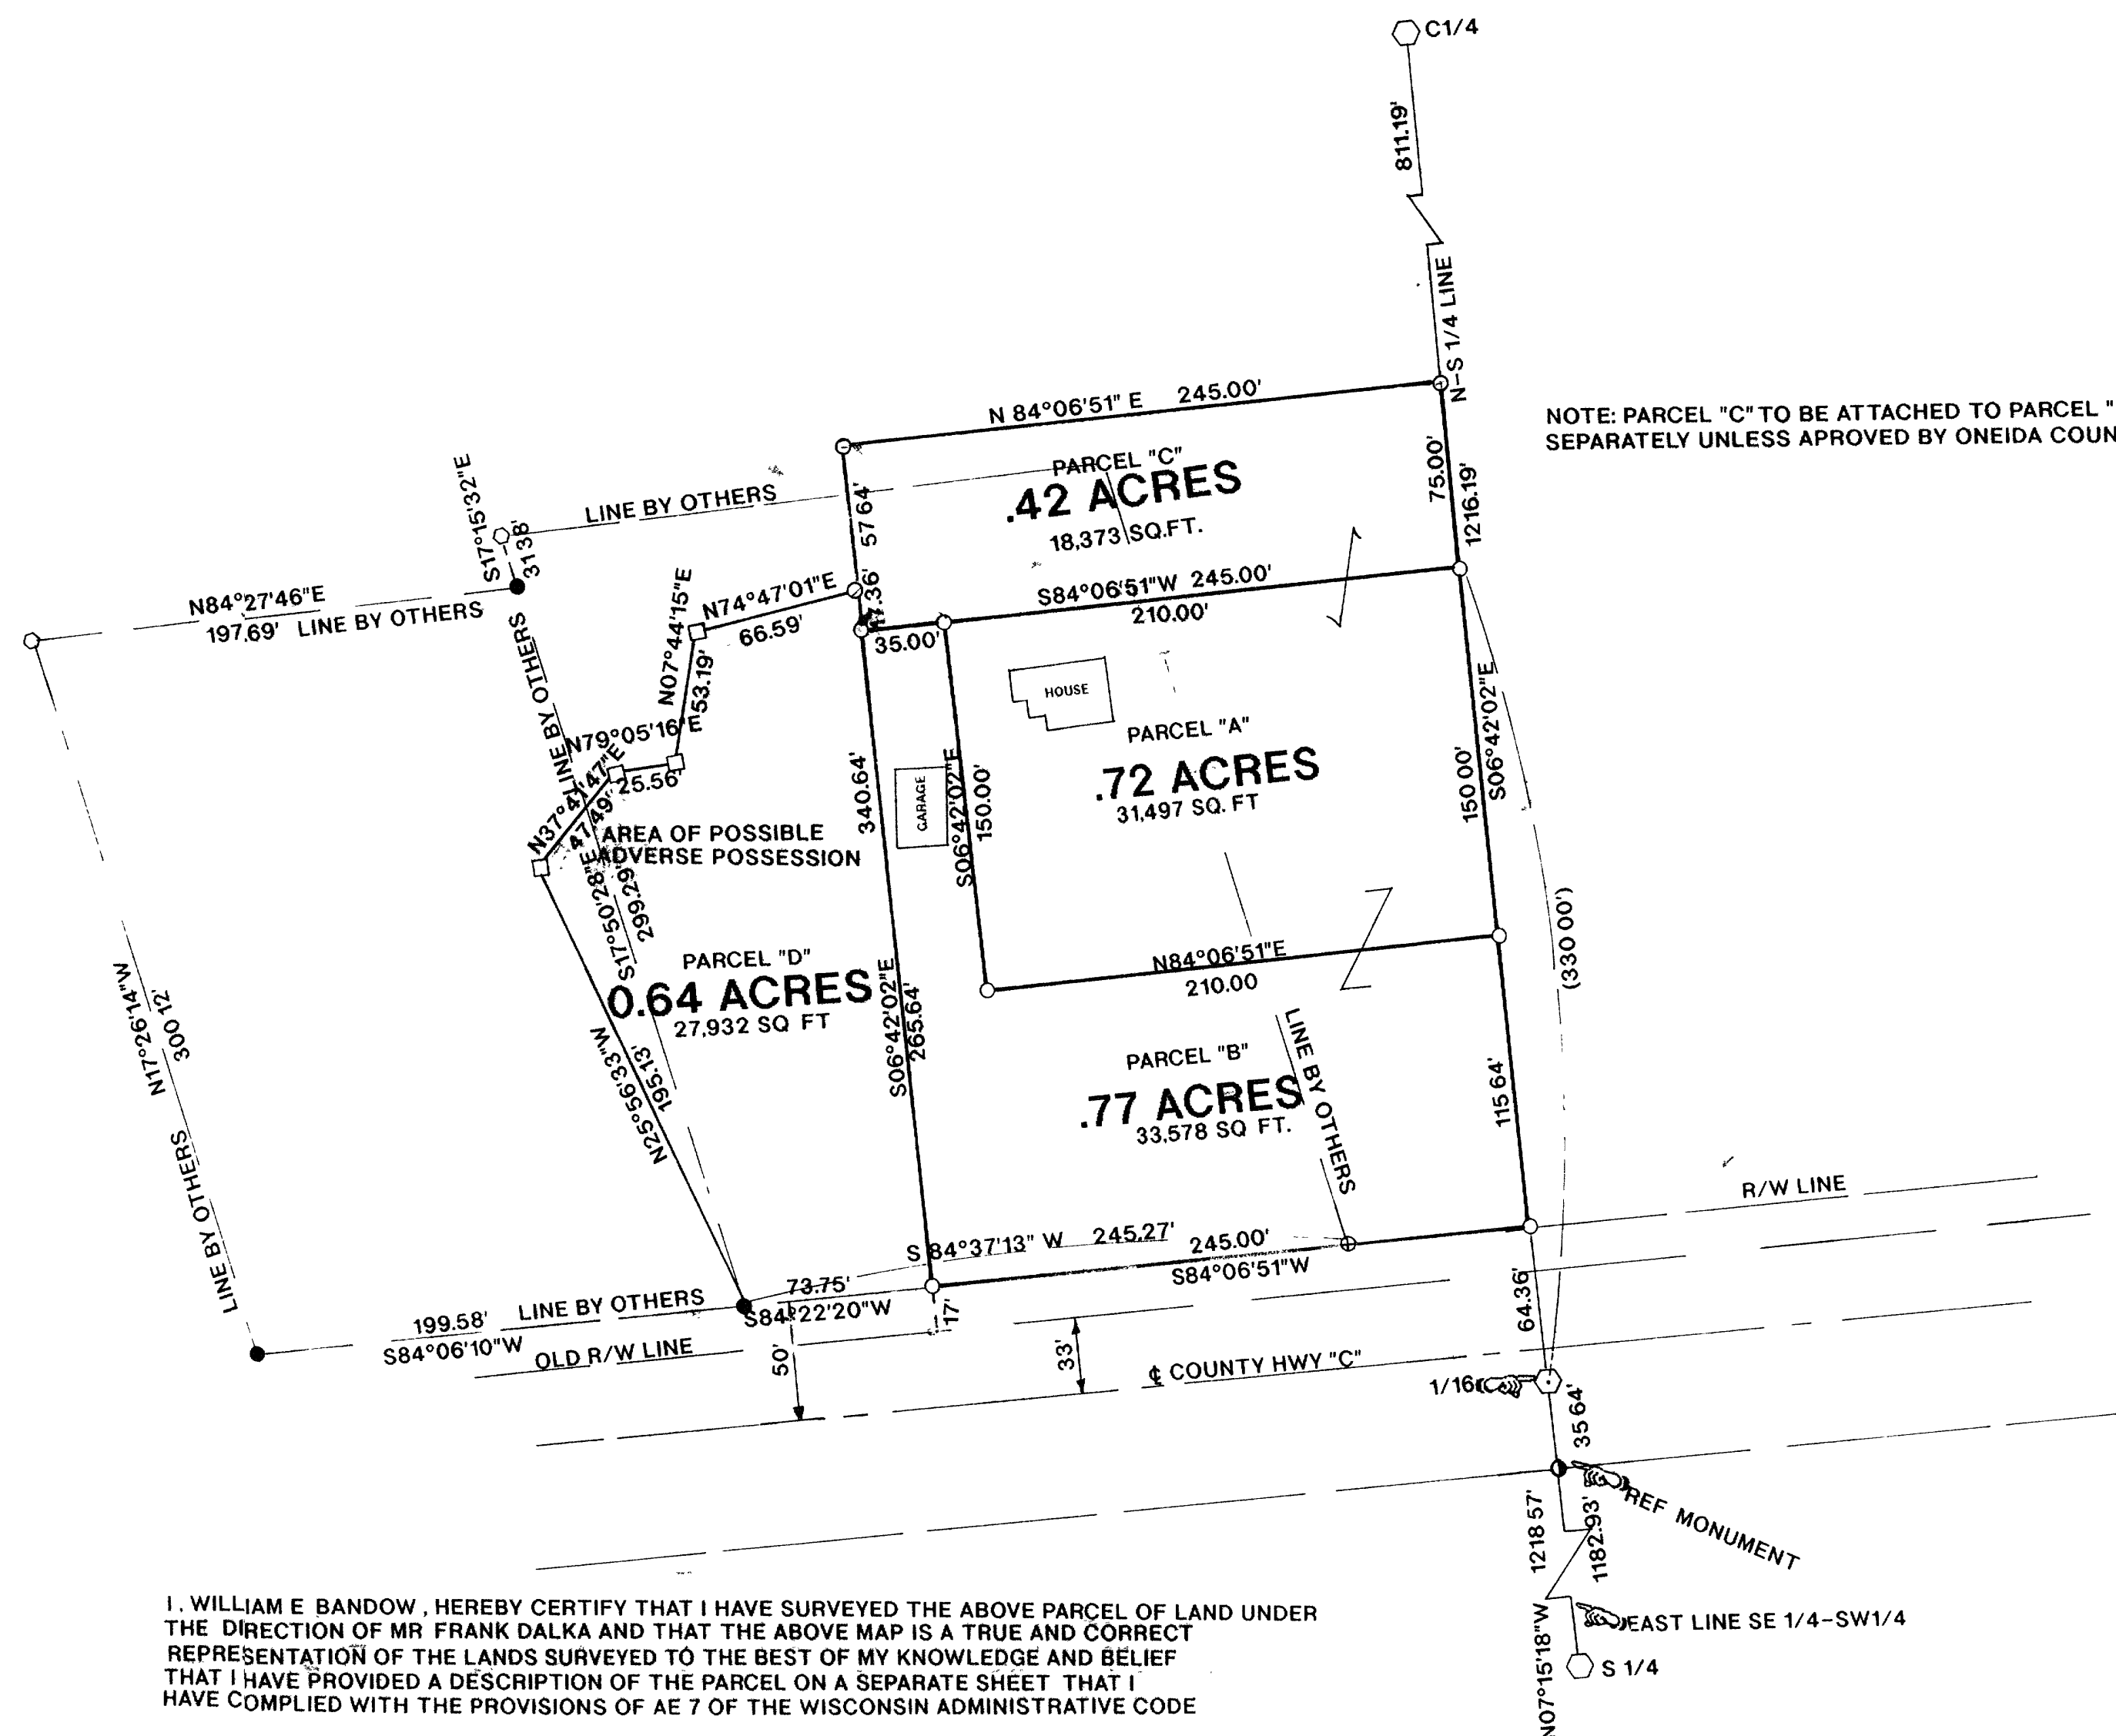 C1/4
811.19'
N-S 1/4 LINE
N 84°06'51" E 245.00'
NOTE: PARCEL "C" TO BE ATTACHED TO PARCEL "
SEPARATELY UNLESS APROVED BY ONEIDA COUN
75.00'
1216.19'
PARCEL "C"
.42 ACRES
18,373 SQ.FT.
57 64'
LINE BY OTHERS
S17°15'32"E
31 38'
N84°27'46"E
197.69' LINE BY OTHERS
N74°47'01"E
66.59'
N07°44'15"E
53.19'
S84°06'51"W 245.00'
210.00'
35.00'
HOUSE
PARCEL "A"
.72 ACRES
31,497 SQ. FT
150 00'
S06°42'02"E
LINE BY OTHERS
N79°05'16"E
25.56'
N37°41'47"E
47.49'
340.64'
GARAGE
S06°42'02"E
150.00'
AREA OF POSSIBLE
ADVERSE POSSESSION
S17°50'28"E
299.29'
(330 00')
N84°06'51"E
210.00
PARCEL "D"
0.64 ACRES
27,932 SQ FT
S06°42'02"E
265.64'
N17°26'14"W
300 12'
LINE BY OTHERS
N25°56'33"W
195.13'
PARCEL "B"
.77 ACRES
33,578 SQ FT.
LINE BY OTHERS
115 64'
R/W LINE
S 84°37'13" W 245.27'
245.00'
S84°06'51"W
73.75'
S84°22'20"W
17'
199.58' LINE BY OTHERS
S84°06'10"W
OLD R/W LINE
50'
33'
℄ COUNTY HWY "C"
64.36'
1/16
35 64'
REF MONUMENT
1218 57'
1182.93'
EAST LINE SE 1/4-SW1/4
N07°15'18"W
S 1/4
I, WILLIAM E BANDOW, HEREBY CERTIFY THAT I HAVE SURVEYED THE ABOVE PARCEL OF LAND UNDER
THE DIRECTION OF MR FRANK DALKA AND THAT THE ABOVE MAP IS A TRUE AND CORRECT
REPRESENTATION OF THE LANDS SURVEYED TO THE BEST OF MY KNOWLEDGE AND BELIEF
THAT I HAVE PROVIDED A DESCRIPTION OF THE PARCEL ON A SEPARATE SHEET THAT I
HAVE COMPLIED WITH THE PROVISIONS OF AE 7 OF THE WISCONSIN ADMINISTRATIVE CODE